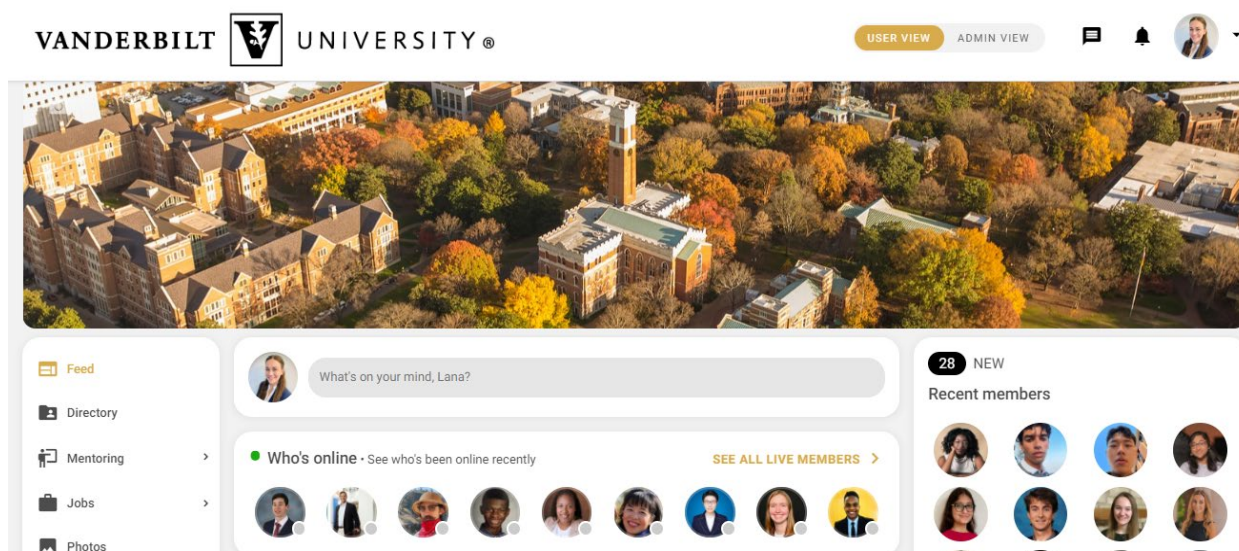 VANDERBILT V UNIVERSITY®
USER VIEW ADMIN VIEW
Feed
Directory
Mentoring
Jobs
Photos
What's on your mind, Lana?
Who's online · See who's been online recently
SEE ALL LIVE MEMBERS
28 NEW
Recent members